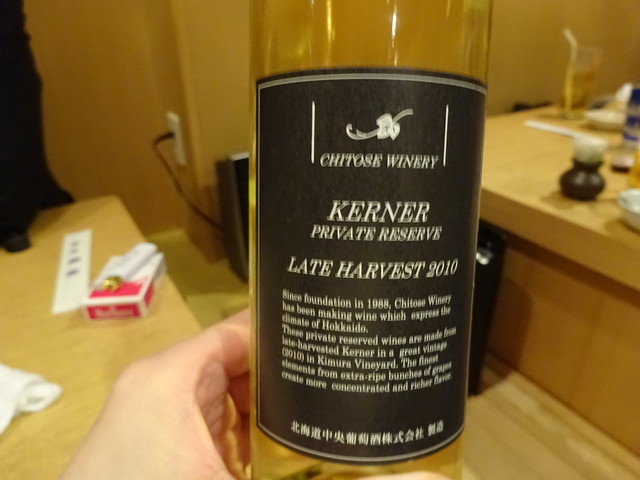 CHITOSE WINERY
KERNER
PRIVATE RESERVE
LATE HARVEST 2010
Since foundation in 1988, Chitose Winery
has been making wine which express the
climate of Hokkaido.
These private reserved wines are made from
late-harvested Kerner in a great vintage
(2010) in Kimura Vineyard. The finest
elements from extra-ripe bunches of grapes
create more concentrated and richer flavor.
北海道中央葡萄酒株式会社 製造